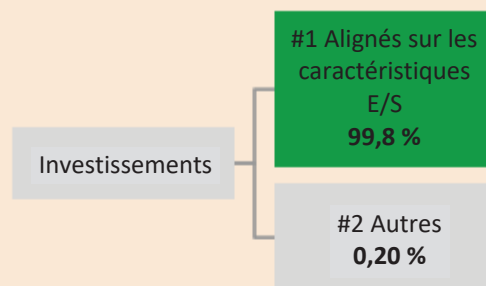 #1 Alignés sur les
caractéristiques
E/S
99,8 %
Investissements
#2 Autres
0,20 %